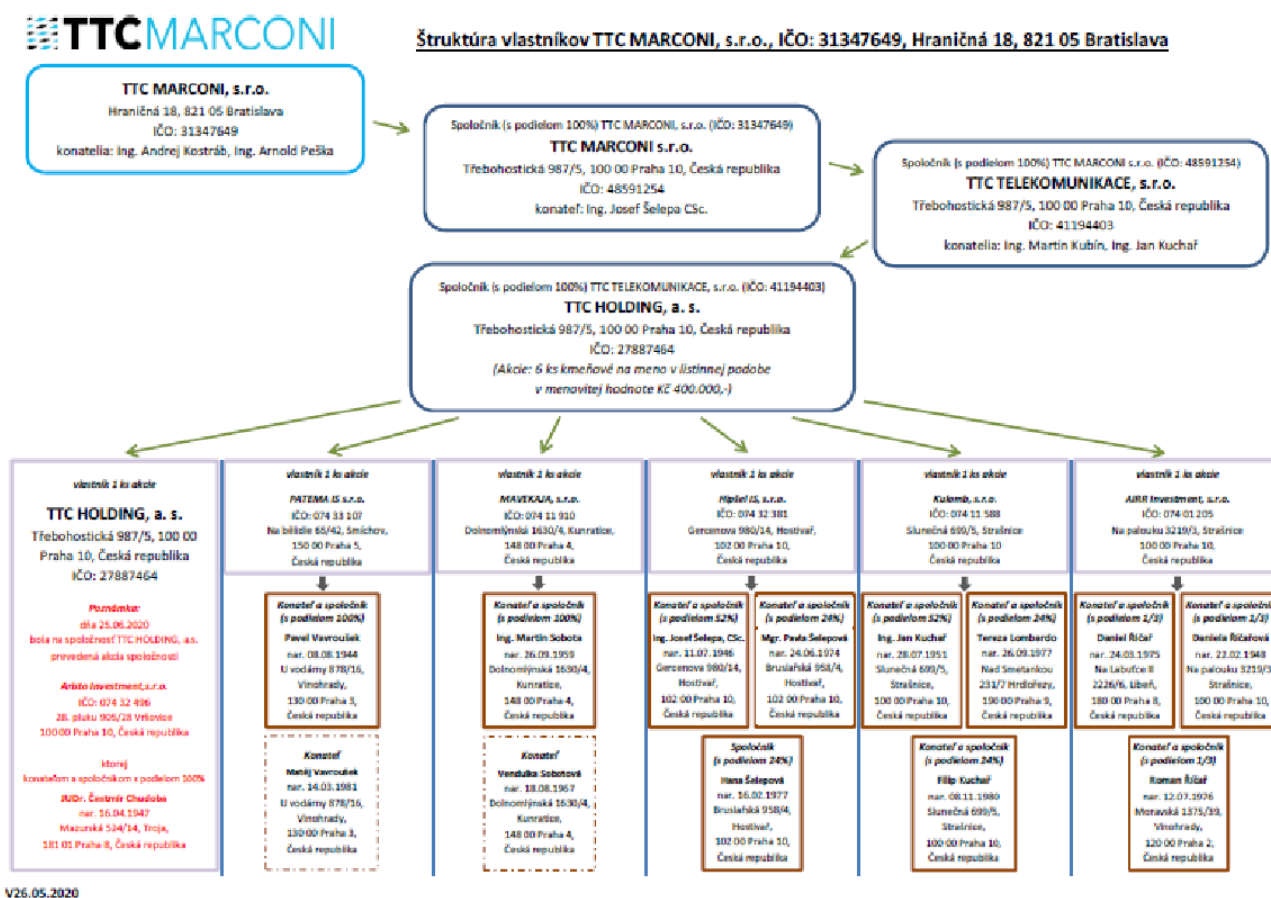 TTC MARCONI
Štruktúra vlastníkov TTC MARCONI, s.r.o., IČO: 31347649, Hraničná 18, 821 05 Bratislava
TTC MARCONI, s.r.o.
Hraničná 18, 821 05 Bratislava
IČO: 31347649
konatelia: Ing. Andrej Kostráb, Ing. Arnold Peška
Spoločník (s podielom 100%) TTC MARCONI, s.r.o. (IČO: 31347649)
TTC MARCONI s.r.o.
Třebohostická 987/5, 100 00 Praha 10, Česká republika
IČO: 48591254
konateľ: Ing. Josef Šelepa CSc.
Spoločník (s podielom 100%) TTC MARCONI s.r.o. (IČO: 48591254)
TTC TELEKOMUNIKACE, s.r.o.
Třebohostická 987/5, 100 00 Praha 10, Česká republika
IČO: 41194403
konatelia: Ing. Martin Kubín, Ing. Jan Kuchař
Spoločník (s podielom 100%) TTC TELEKOMUNIKACE, s.r.o. (IČO: 41194403)
TTC HOLDING, a. s.
Třebohostická 987/5, 100 00 Praha 10, Česká republika
IČO: 27887464
(Akcie: 6 ks kmeňové na meno v listinnej podobe
v menovitej hodnote Kč 400.000,-)
vlastník 1 ks akcie
TTC HOLDING, a. s.
Třebohostická 987/5, 100 00
Praha 10, Česká republika
IČO: 27887464
Poznámka:
dňa 25.06.2020
bola na spoločnosť TTC HOLDING, a.s.
prevedená akcia spoločnosti
Aristo Investment, s.r.o.
IČO: 074 32 496
28. pluku 905/28 Vršovice
100 00 Praha 10, Česká republika
ktorej
konateľom a spoločníkom s podielom 100%
JUDr. Čestmír Chudoba
nar. 16.04.1947
Mazurská 534/14, Troja,
181 01 Praha 8, Česká republika
vlastník 1 ks akcie
PATEMA IS s.r.o.
IČO: 074 33 107
Na bělidle 65/42, Smíchov,
150 00 Praha 5,
Česká republika
Konateľ a spoločník
(s podielom 100%)
Pavel Vavroušek
nar. 08.08.1944
U vodárny 878/16,
Vinohrady,
130 00 Praha 3,
Česká republika
Konateľ
Matěj Vavroušek
nar. 14.03.1981
U vodárny 878/16,
Vinohrady,
130 00 Praha 3,
Česká republika
vlastník 1 ks akcie
MAVEKAJA, s.r.o.
IČO: 074 11 910
Dolnomlýnská 1630/4, Kunratice,
148 00 Praha 4,
Česká republika
Konateľ a spoločník
(s podielom 100%)
Ing. Martin Sobota
nar. 26.09.1959
Dolnomlýnská 1630/4,
Kunratice,
148 00 Praha 4,
Česká republika
Konateľ
Vendulka Sobotová
nar. 18.08.1967
Dolnomlýnská 1630/4,
Kunratice,
148 00 Praha 4,
Česká republika
vlastník 1 ks akcie
Hipšel IS, s.r.o.
IČO: 074 32 381
Gercenova 980/14, Hostivař,
102 00 Praha 10,
Česká republika
Konateľ a spoločník
(s podielom 52%)
Ing. Josef Šelepa, CSc.
nar. 11.07.1946
Gercenova 980/14,
Hostivař,
102 00 Praha 10,
Česká republika
Konateľ a spoločník
(s podielom 24%)
Mgr. Pavla Šelepová
nar. 24.06.1974
Bruslařská 958/4,
Hostivař,
102 00 Praha 10,
Česká republika
Spoločník
(s podielom 24%)
Hana Šelepová
nar. 16.02.1977
Bruslařská 958/4,
Hostivař,
102 00 Praha 10,
Česká republika
vlastník 1 ks akcie
Kulomb, s.r.o.
IČO: 074 11 588
Slunečná 699/5, Strašnice
100 00 Praha 10
Česká republika
Konateľ a spoločník
(s podielom 52%)
Ing. Jan Kuchař
nar. 28.07.1951
Slunečná 699/5,
Strašnice,
100 00 Praha 10,
Česká republika
Konateľ a spoločník
(s podielom 24%)
Tereza Lombardo
nar. 26.09.1977
Nad Smetankou
231/7 Hrdlořezy,
190 00 Praha 9,
Česká republika
Konateľ a spoločník
(s podielom 24%)
Filip Kuchař
nar. 08.11.1980
Slunečná 699/5,
Strašnice,
100 00 Praha 10,
Česká republika
vlastník 1 ks akcie
AIRR Investment, s.r.o.
IČO: 074 01 205
Na palouku 3219/3, Strašnice
100 00 Praha 10,
Česká republika
Konateľ a spoločník
(s podielom 1/3)
Daniel Říčař
nar. 24.03.1975
Na Labuťce II
2226/6, Libeň,
180 00 Praha 8,
Česká republika
Konateľ a spoločník
(s podielom 1/3)
Daniela Říčařová
nar. 22.02.1948
Na palouku 3219/3
Strašnice,
100 00 Praha 10,
Česká republika
Konateľ a spoločník
(s podielom 1/3)
Roman Říčař
nar. 12.07.1976
Moravská 1375/39,
Vinohrady,
120 00 Praha 2,
Česká republika
V26.05.2020